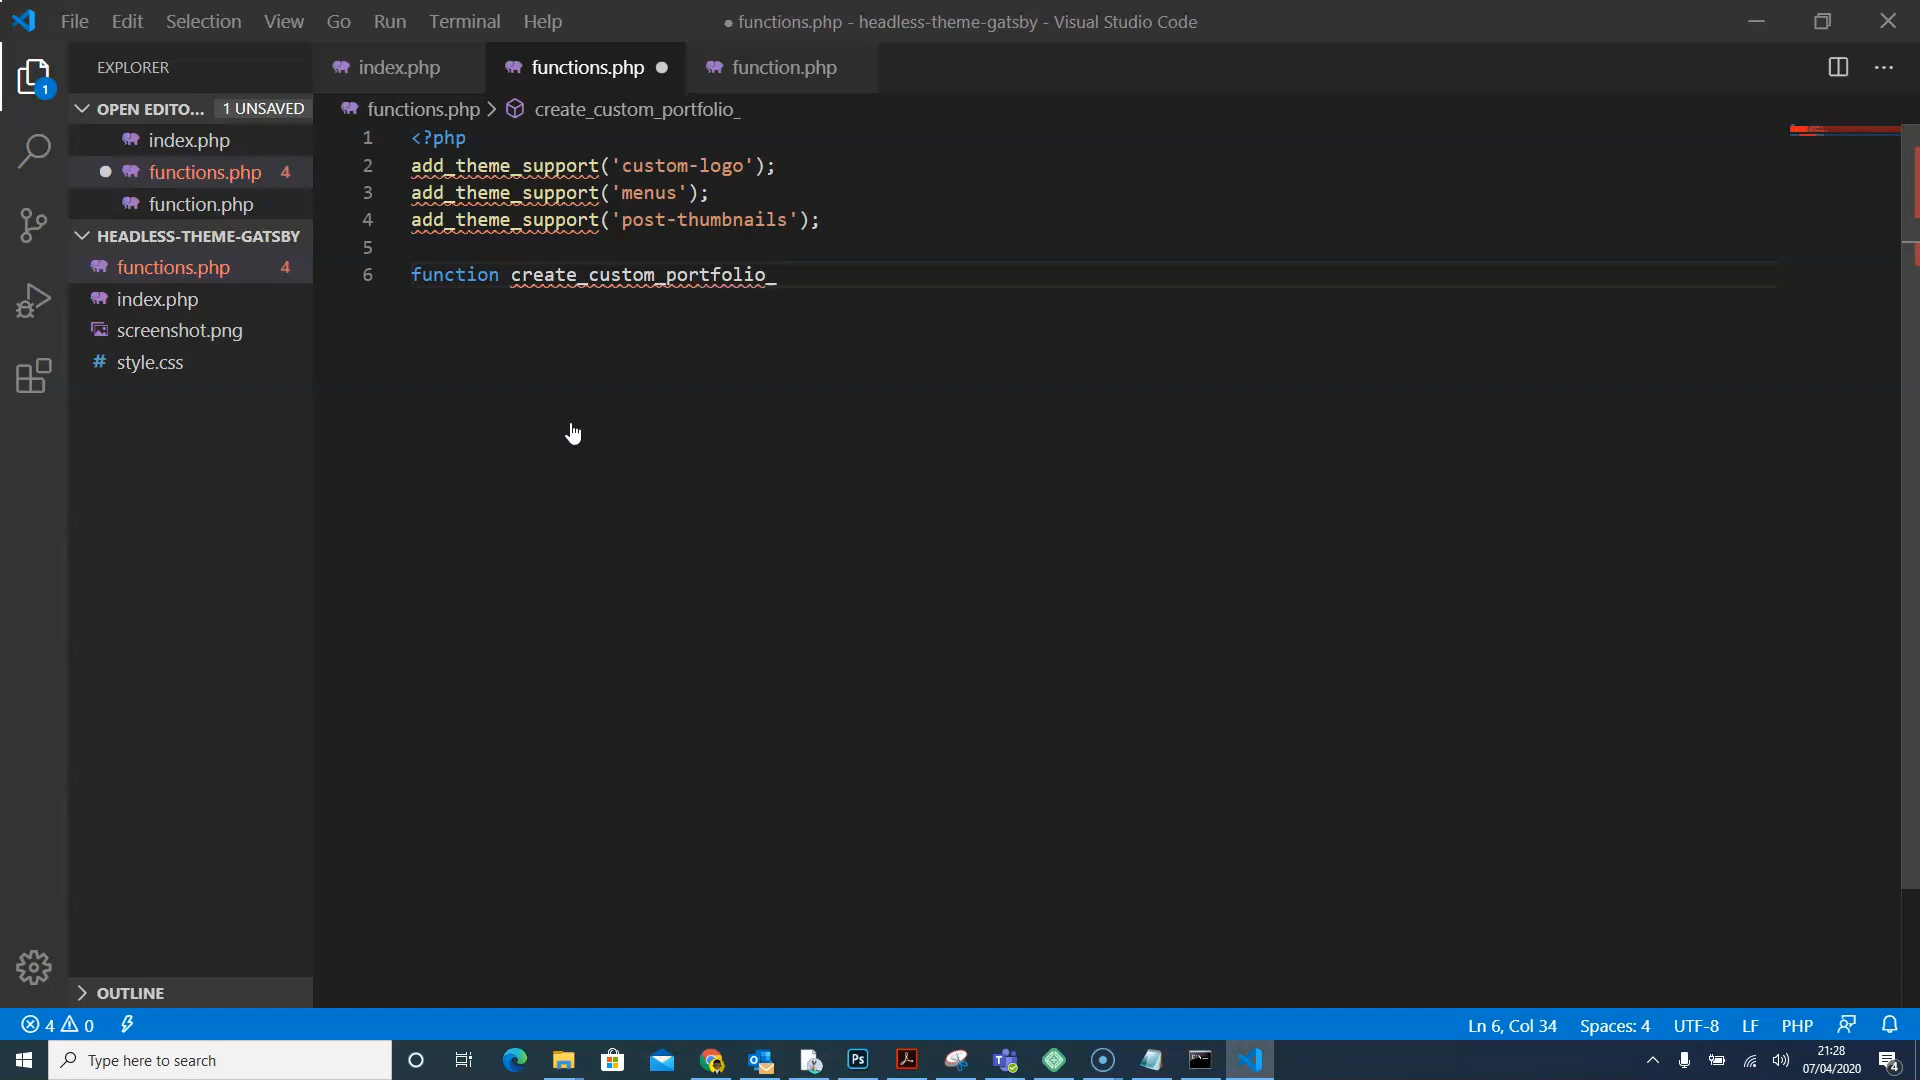 File Edit Selection View Go Run Terminal Help
● functions.php - headless-theme-gatsby - Visual Studio Code
EXPLORER
index.php
functions.php
function.php
OPEN EDITO... 1 UNSAVED
index.php
functions.php 4
function.php
HEADLESS-THEME-GATSBY
functions.php 4
index.php
screenshot.png
style.css
OUTLINE
functions.php > create_custom_portfolio_
1 <?php
2 add_theme_support('custom-logo');
3 add_theme_support('menus');
4 add_theme_support('post-thumbnails');
5
6 function create_custom_portfolio_
1
4 0
Ln 6, Col 34 Spaces: 4 UTF-8 LF PHP
Type here to search
Ps
21:28
07/04/2020
4